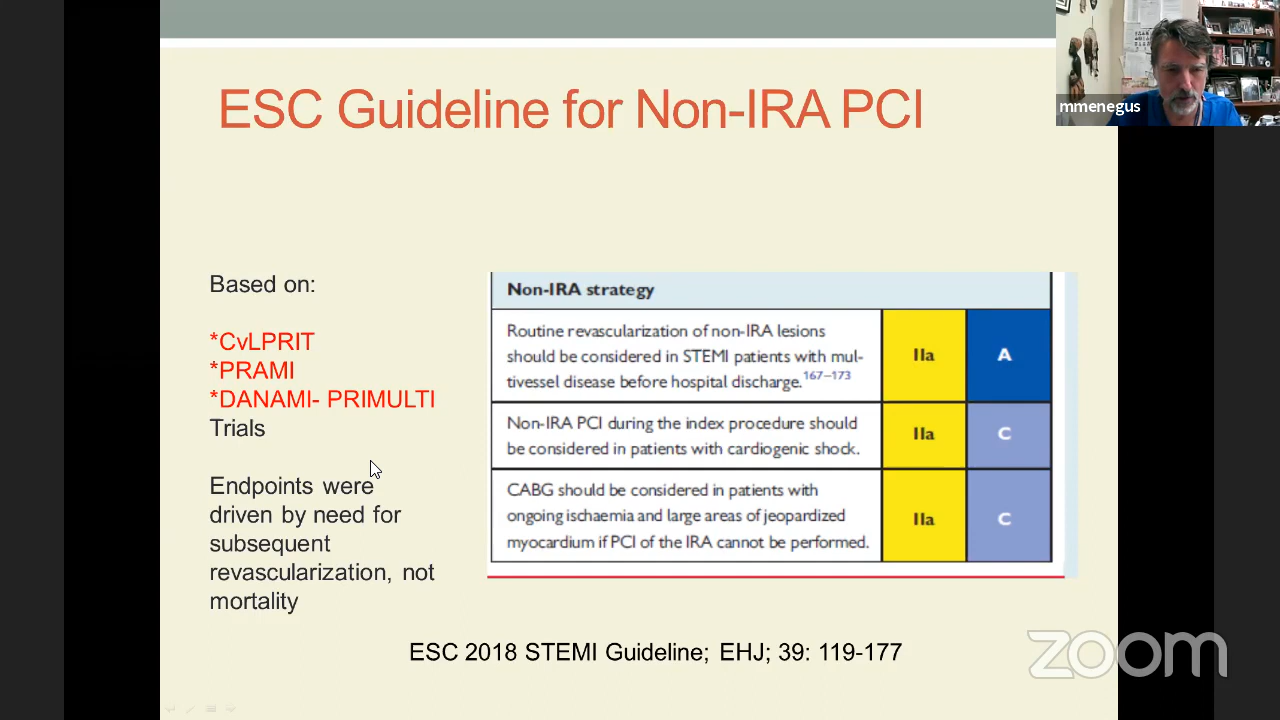 ESC Guideline for Non-IRA PCI
mmenegus
Based on:
*CvLPRIT
*PRAMI
*DANAMI- PRIMULTI
Trials
Endpoints were
driven by need for
subsequent
revascularization, not
mortality
Non-IRA strategy
Routine revascularization of non-IRA lesions
should be considered in STEMI patients with mul-
tivessel disease before hospital discharge.167–173
IIa
A
Non-IRA PCI during the index procedure should
be considered in patients with cardiogenic shock.
IIa
C
CABG should be considered in patients with
ongoing ischaemia and large areas of jeopardized
myocardium if PCI of the IRA cannot be performed.
IIa
C
ESC 2018 STEMI Guideline; EHJ; 39: 119-177
zoom